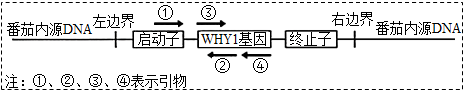 ① ③
番茄内源DNA 左边界 右边界 番茄内源DNA
启动子 WHY1基因 终止子
② ④
注：①、②、③、④表示引物